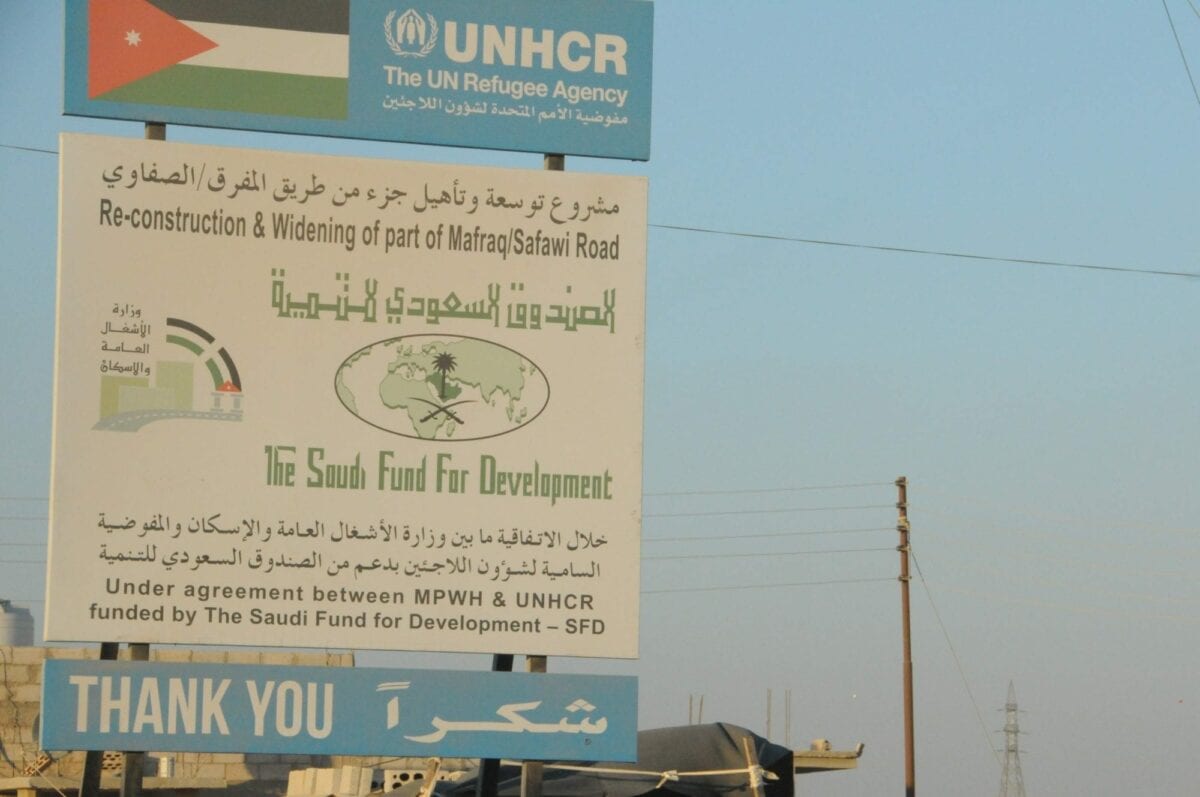 UNHCR
The UN Refugee Agency
مفوضية الأمم المتحدة لشؤون اللاجئين
مشروع توسعة وتأهيل جزء من طريق المفرق/الصفاوي
Re-construction & Widening of part of Mafraq/Safawi Road
الصندوق السعودي للتنمية
وزارة
الأشغال
العامة
والاسكان
The Saudi Fund For Development
خلال الاتفاقية ما بين وزارة الأشغال العامة والإسكان والمفوضية
السامية لشؤون اللاجئين بدعم من الصندوق السعودي للتنمية
Under agreement between MPWH & UNHCR
funded by The Saudi Fund for Development – SFD
THANK YOU شكراً